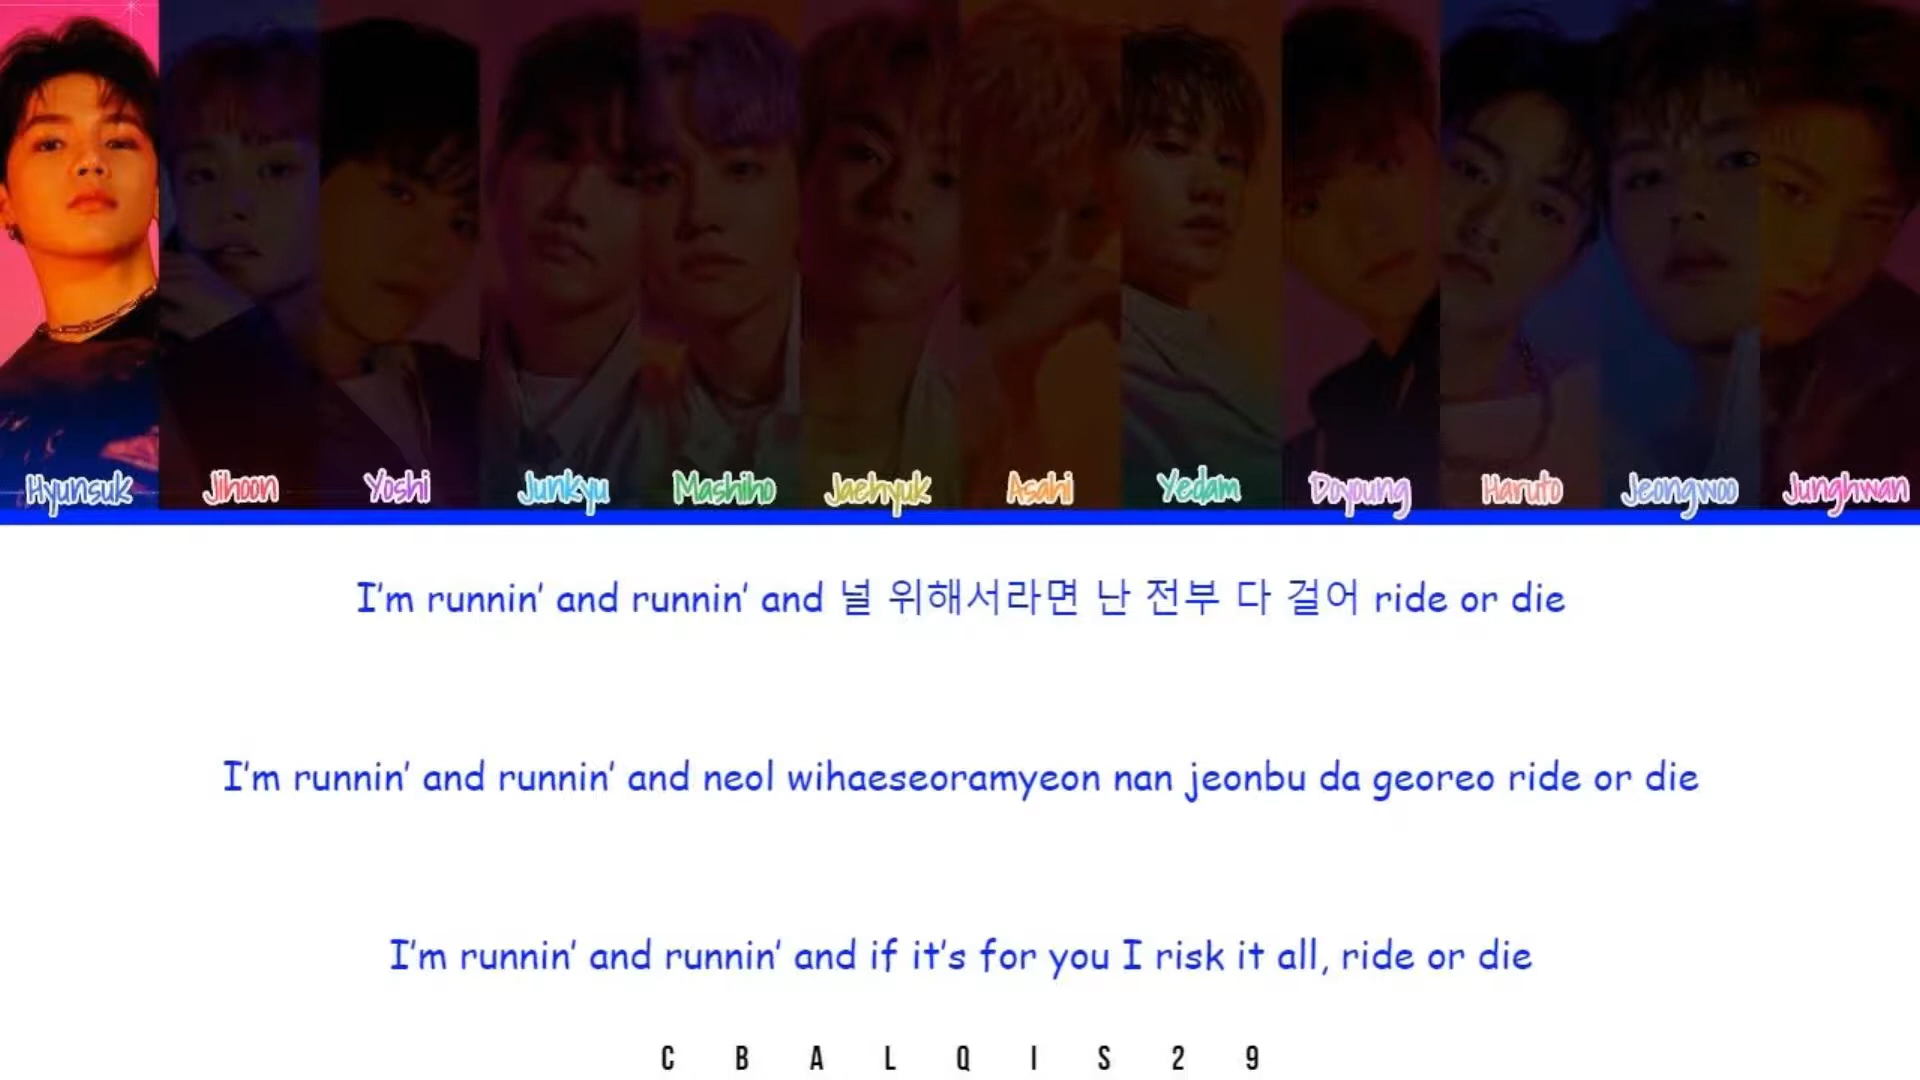 Hyunsuk Jihoon Yoshi Junkyu Mashiho Jaehyuk Asahi Yedam Doyoung Haruto Jeongwoo Junghwan
I'm runnin' and runnin' and 널 위해서라면 난 전부 다 걸어 ride or die
I'm runnin' and runnin' and neol wihaeseoramyeon nan jeonbu da georeo ride or die
I'm runnin' and runnin' and if it's for you I risk it all, ride or die
C B A L Q I S 2 9